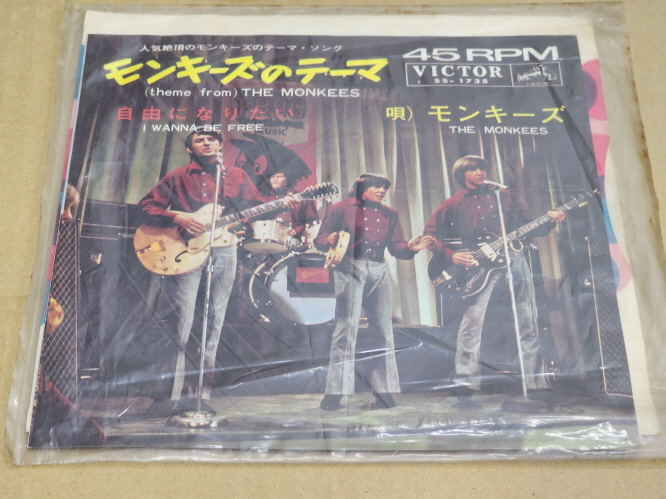 人気絶頂のモンキーズのテーマ・ソング
モンキーズのテーマ
(theme from) THE MONKEES
45 RPM
VICTOR
SS-1735
自由になりたい
I WANNA BE FREE
唄) モンキーズ
THE MONKEES
MUSIC